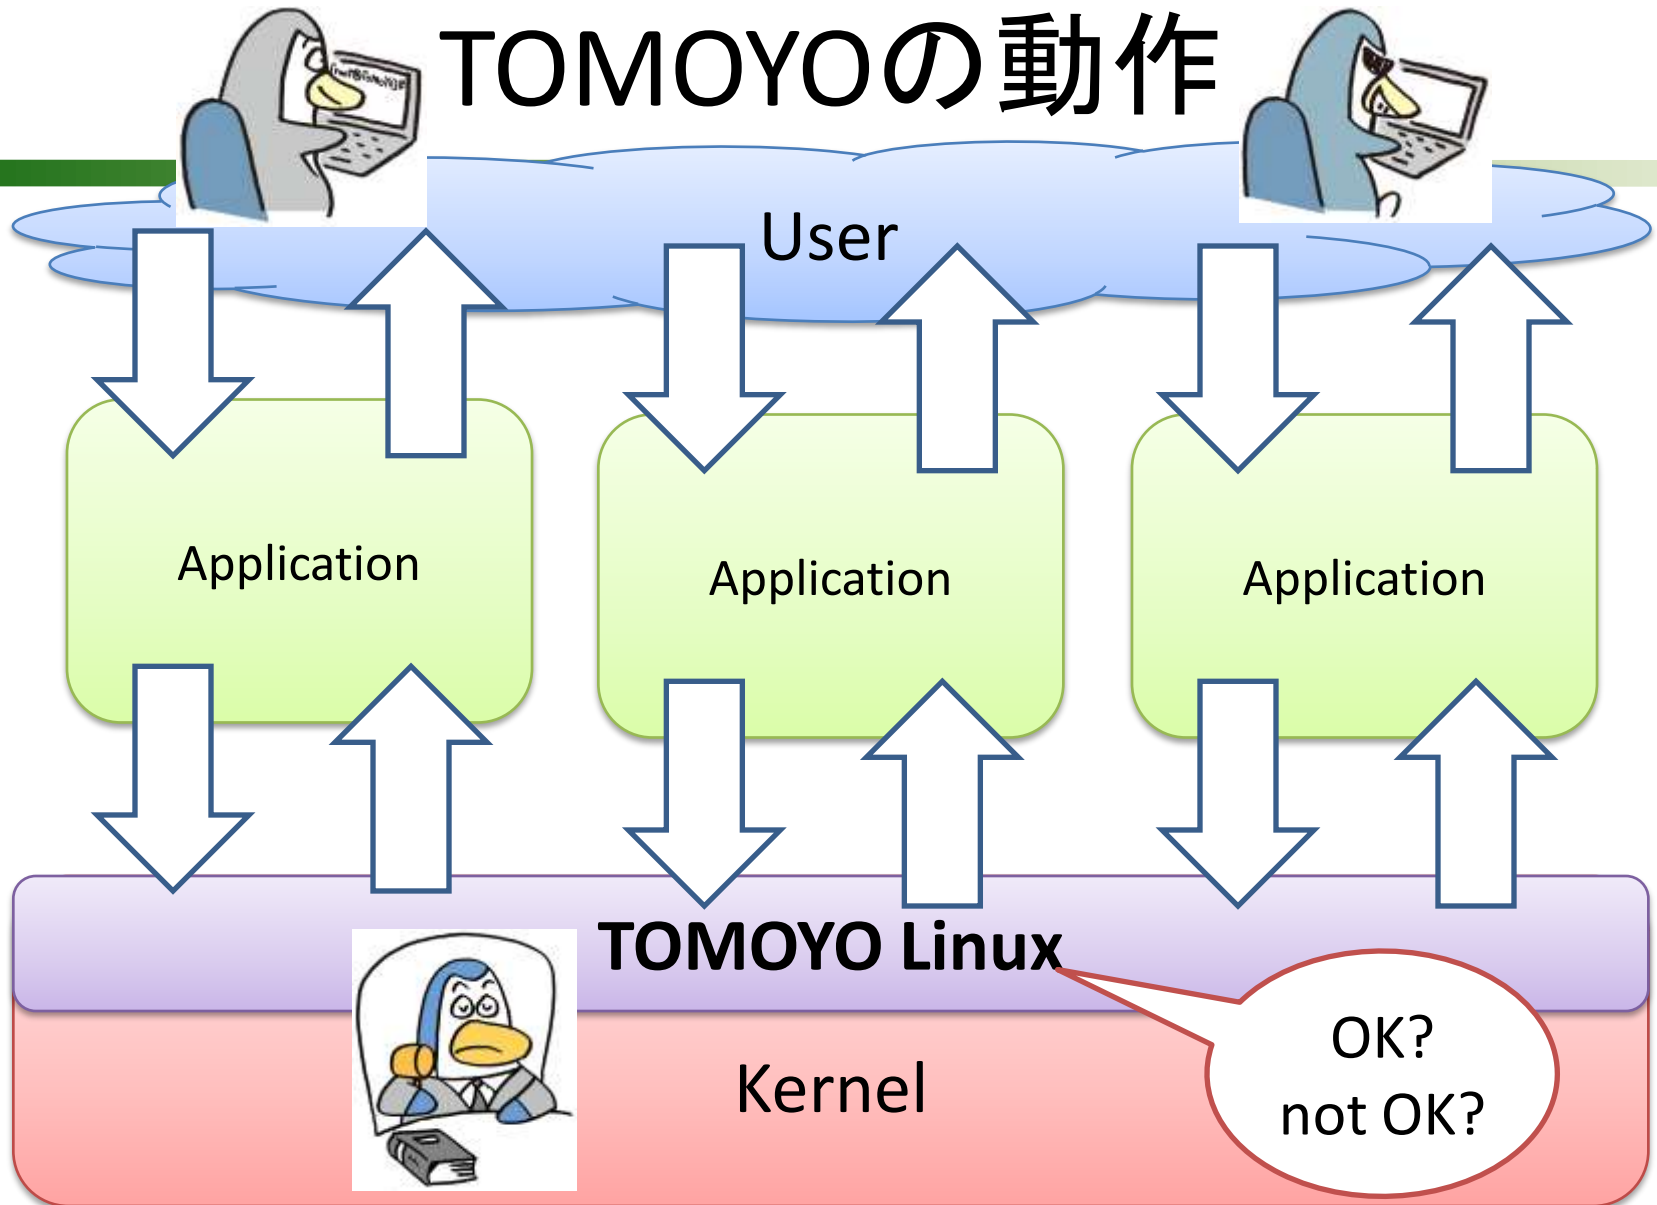 TOMOYOの動作
User
Application
Application
Application
TOMOYO Linux
Kernel
OK?
not OK?